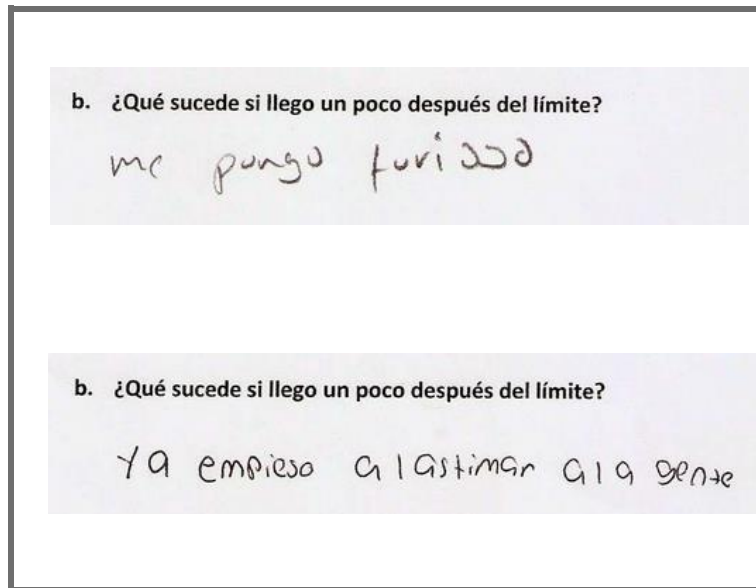 b. ¿Qué sucede si llego un poco después del límite?
me pongo furioso
b. ¿Qué sucede si llego un poco después del límite?
Ya empieso a lastimar a la gente